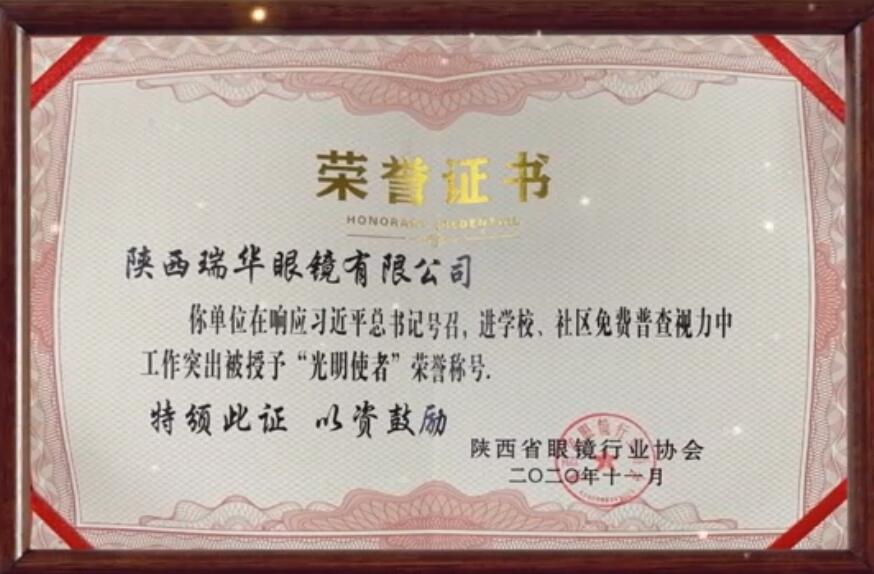 荣誉证书
HONORARY CREDENTIAL
陕西瑞华眼镜有限公司
你单位在响应习近平总书记号召，进学校、社区免费普查视力中
工作突出被授予“光明使者”荣誉称号.
特颁此证 以资鼓励
陕西省眼镜行业协会
二〇二〇年十一月